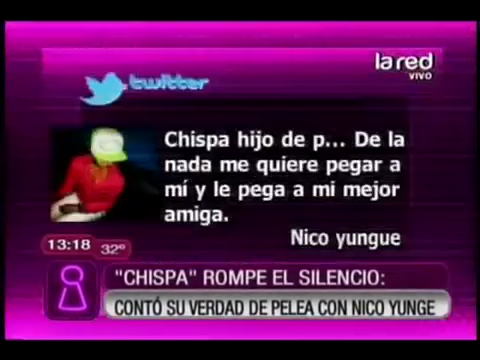 la red
VIVO
twitter
Chispa hijo de p... De la
nada me quiere pegar a
mí y le pega a mi mejor
amiga.
Nico yungue
13:18 32°
"CHISPA" ROMPE EL SILENCIO:
CONTÓ SU VERDAD DE PELEA CON NICO YUNGE